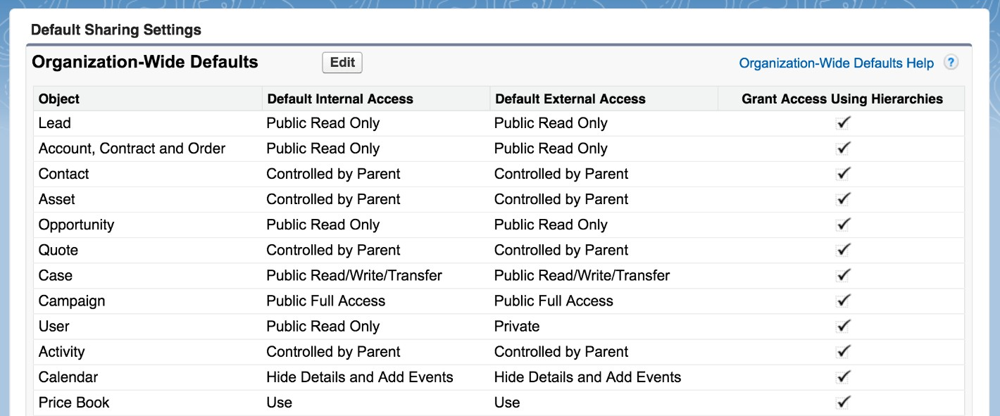 Default Sharing Settings
Organization-Wide Defaults Edit Organization-Wide Defaults Help ?
Object Default Internal Access Default External Access Grant Access Using Hierarchies
Lead Public Read Only Public Read Only ✓
Account, Contract and Order Public Read Only Public Read Only ✓
Contact Controlled by Parent Controlled by Parent ✓
Asset Controlled by Parent Controlled by Parent ✓
Opportunity Public Read Only Public Read Only ✓
Quote Controlled by Parent Controlled by Parent ✓
Case Public Read/Write/Transfer Public Read/Write/Transfer ✓
Campaign Public Full Access Public Full Access ✓
User Public Read Only Private ✓
Activity Controlled by Parent Controlled by Parent ✓
Calendar Hide Details and Add Events Hide Details and Add Events ✓
Price Book Use Use ✓